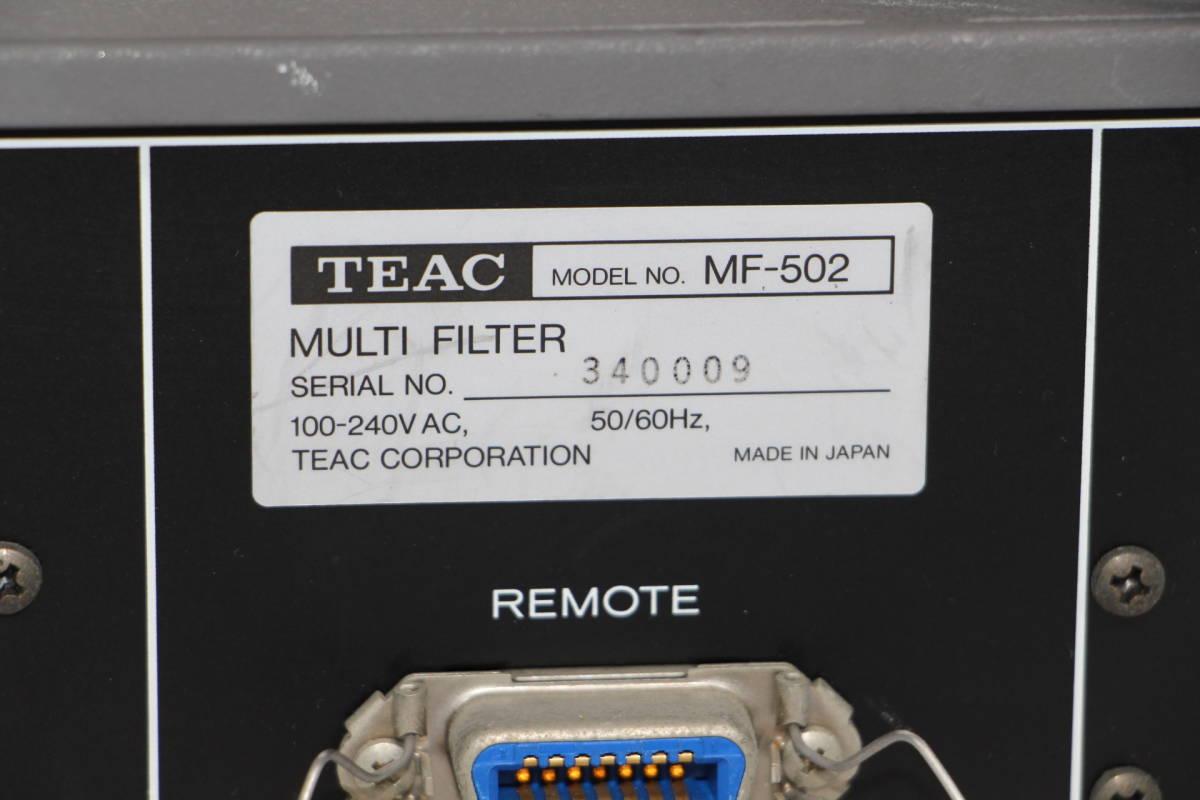 TEAC MODEL NO. MF-502
MULTI FILTER
SERIAL NO. 340009
100-240V AC, 50/60Hz,
TEAC CORPORATION MADE IN JAPAN
REMOTE